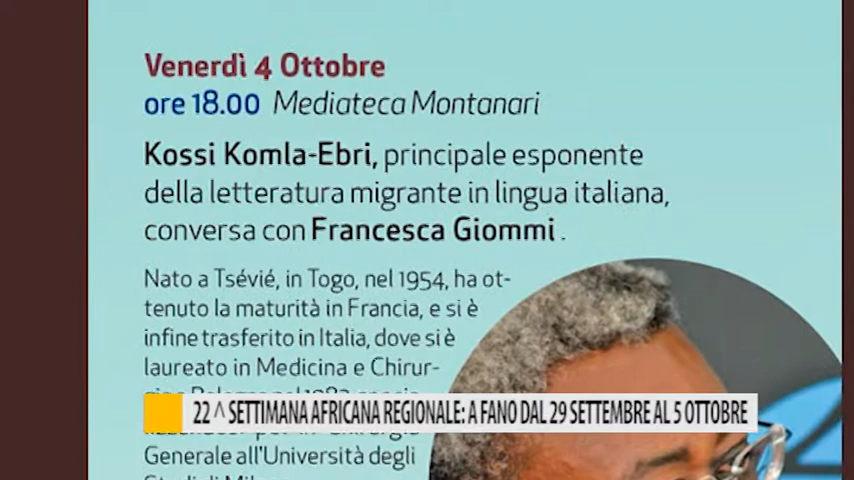 Venerdì 4 Ottobre
ore 18.00 Mediateca Montanari
Kossi Komla-Ebri, principale esponente
della letteratura migrante in lingua italiana,
conversa con Francesca Giommi .
Nato a Tsévié, in Togo, nel 1954, ha ot-
tenuto la maturità in Francia, e si è
infine trasferito in Italia, dove si è
laureato in Medicina e Chirur-
22^ SETTIMANA AFRICANA REGIONALE: A FANO DAL 29 SETTEMBRE AL 5 OTTOBRE
Generale all'Università degli